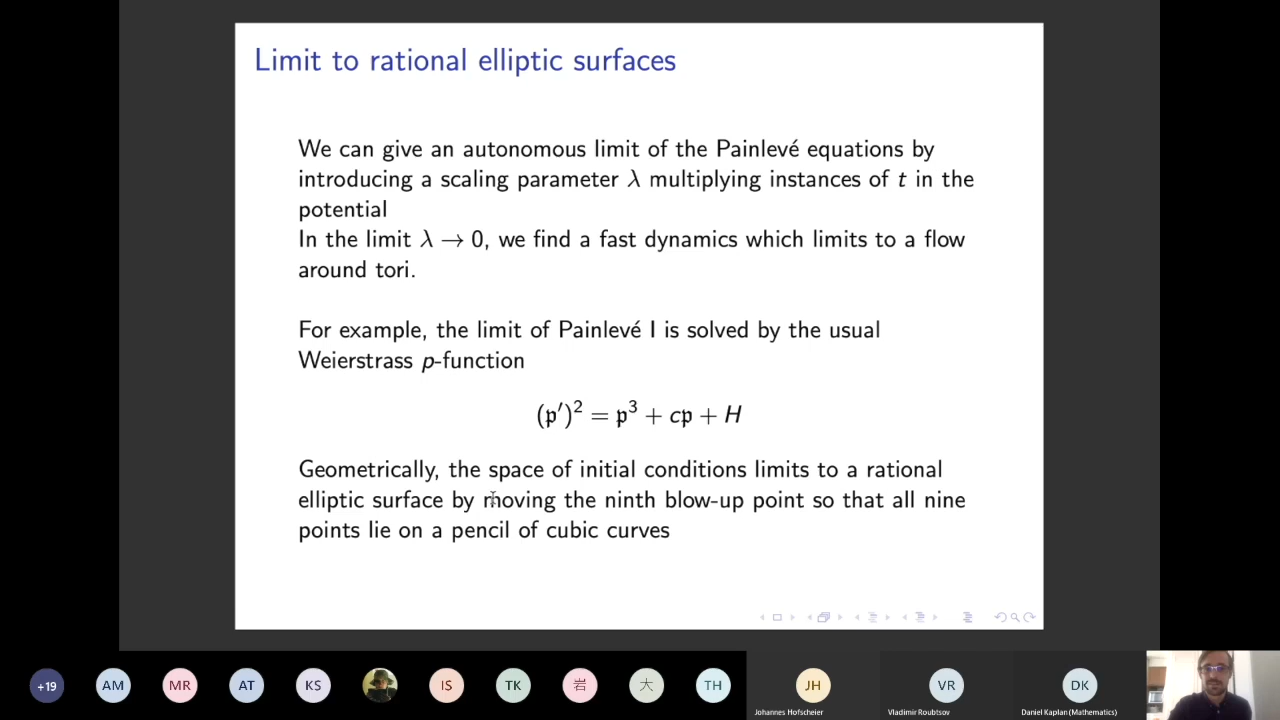 Limit to rational elliptic surfaces
We can give an autonomous limit of the Painlevé equations by
introducing a scaling parameter λ multiplying instances of t in the
potential
In the limit λ → 0, we find a fast dynamics which limits to a flow
around tori.
For example, the limit of Painlevé I is solved by the usual
Weierstrass p-function
(𝔭′)² = 𝔭³ + c𝔭 + H
Geometrically, the space of initial conditions limits to a rational
elliptic surface by moving the ninth blow-up point so that all nine
points lie on a pencil of cubic curves
+19 AM MR AT KS IS TK 岩 大 TH JH VR DK
Johannes Hofscheier Vladimir Roubtsov Daniel Kaplan (Mathematics)